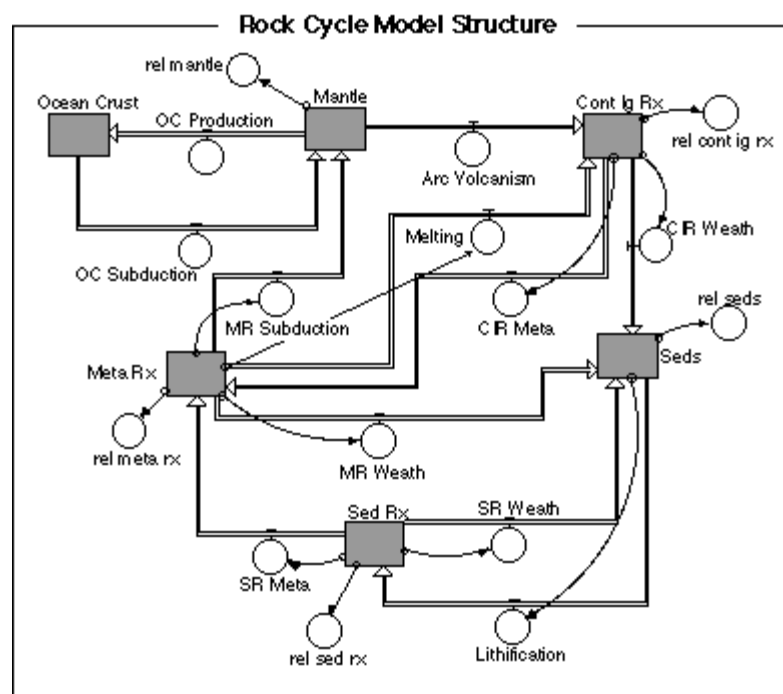 Rock Cycle Model Structure
rel mantle
Ocean Crust
Mantle
Cont Ig Rx
OC Production
rel cont ig rx
Arc Volcanism
Melting
CIR Weath
OC Subduction
rel seds
MR Subduction
CIR Meta
Seds
Meta Rx
rel meta rx
MR Weath
Sed Rx
SR Weath
SR Meta
rel sed rx
Lithification